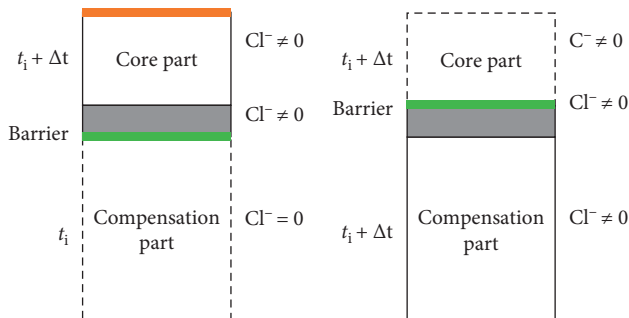 Cl⁻ ≠ 0
tᵢ + Δt
Core part
Cl⁻ ≠ 0
Barrier
Compensation
part
Cl⁻ = 0
tᵢ
C⁻ ≠ 0
tᵢ + Δt
Core part
Cl⁻ ≠ 0
Barrier
Compensation
part
Cl⁻ ≠ 0
tᵢ + Δt